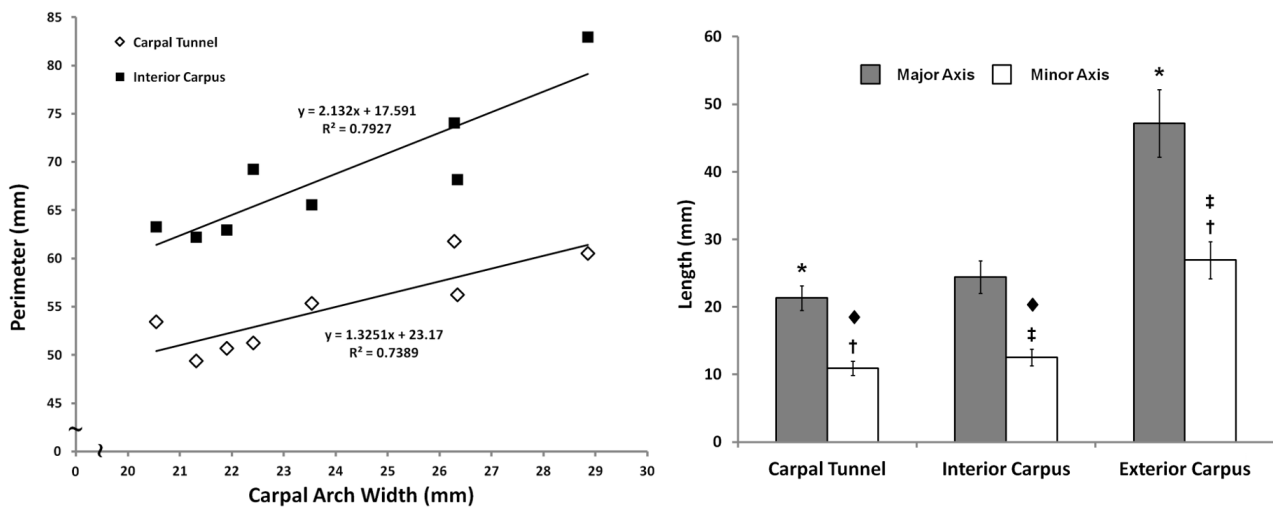 85
80
75
70
65
60
55
50
45
0
Perimeter (mm)
Carpal Tunnel
Interior Carpus
y = 2.132x + 17.591
R² = 0.7927
y = 1.3251x + 23.17
R² = 0.7389
0 20 21 22 23 24 25 26 27 28 29 30
Carpal Arch Width (mm)
60
50
40
30
20
10
0
Length (mm)
Major Axis Minor Axis
*
*
‡
†
♦
†
♦
‡
Carpal Tunnel Interior Carpus Exterior Carpus